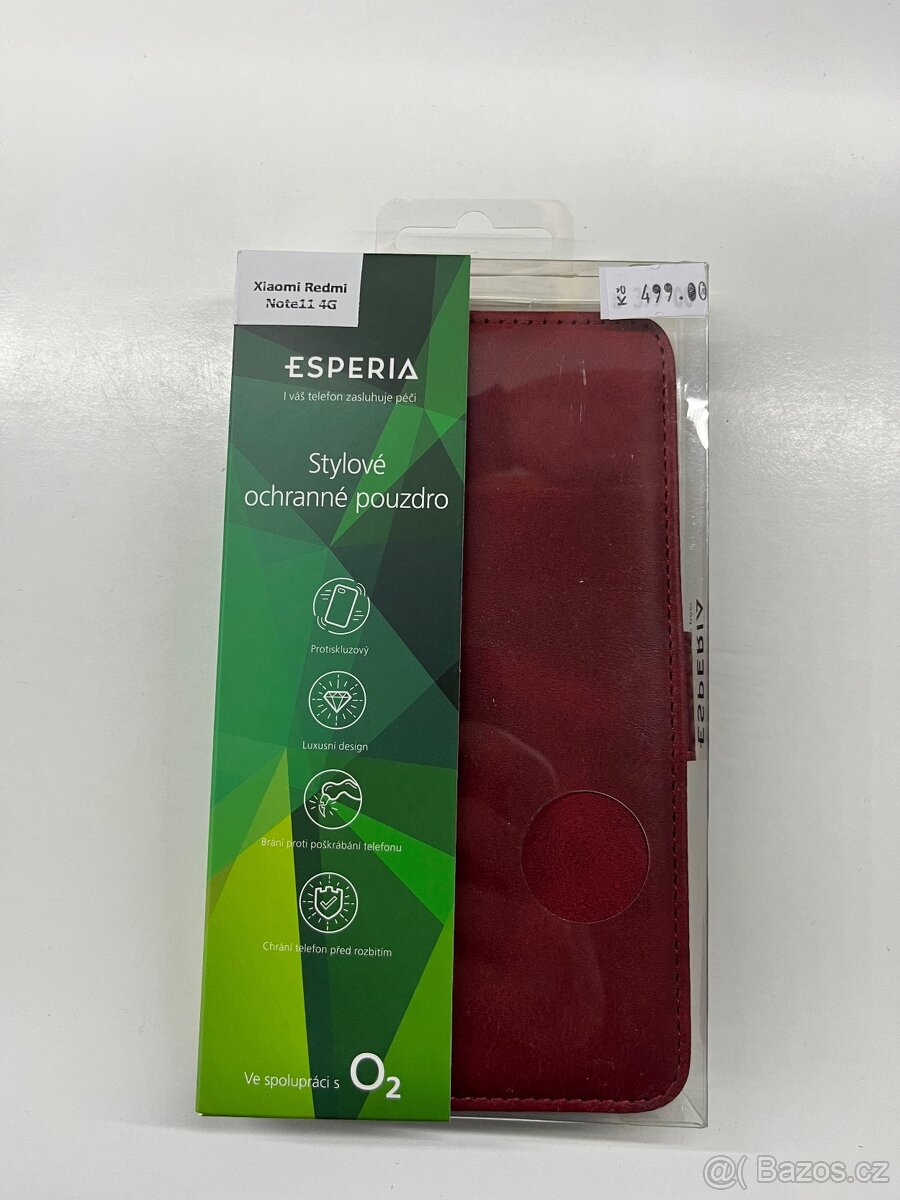 Xiaomi Redmi
Note11 4G
Kč 499.00
ESPERIA
I váš telefon zasluhuje péči
Stylové
ochranné pouzdro
Protiskluzový
Luxusní design
Brání proti poškrábání telefonu
Chrání telefon před rozbitím
Ve spolupráci s O2
ESPERIA
@( Bazos.cz